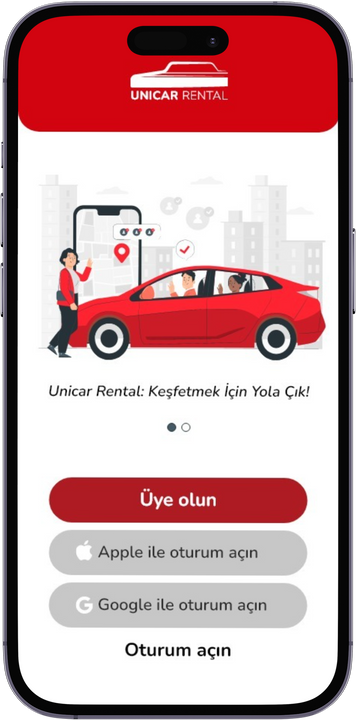 UNICAR RENTAL
Unicar Rental: Keşfetmek İçin Yola Çık!
Üye olun
Apple ile oturum açın
Google ile oturum açın
Oturum açın